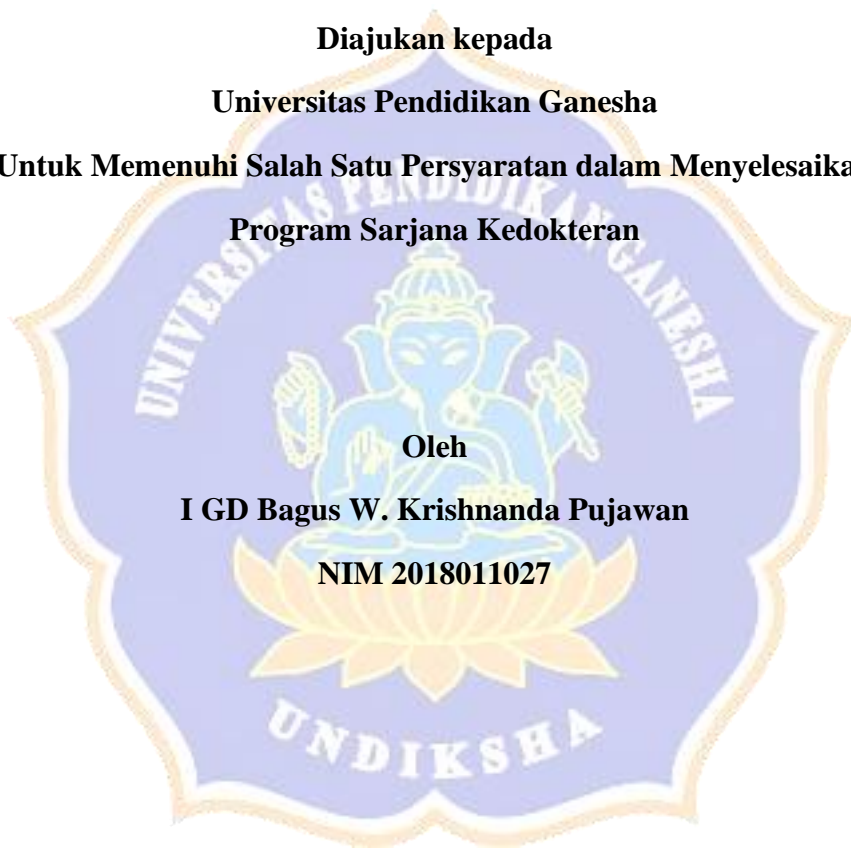 Diajukan kepada
Universitas Pendidikan Ganesha
Untuk Memenuhi Salah Satu Persyaratan dalam Menyelesaika
Program Sarjana Kedokteran
UNIVERSITAS PENDIDIKAN GANESHA
Oleh
I GD Bagus W. Krishnanda Pujawan
NIM 2018011027
UNDIKSHA